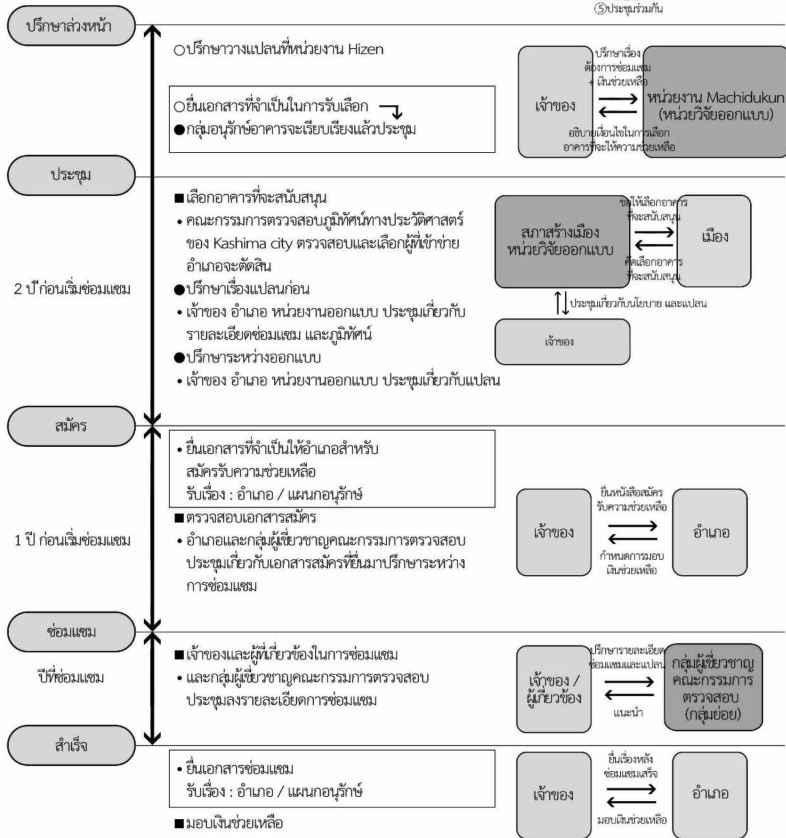 ⑤ประชุมร่วมกัน
ปรึกษาล่วงหน้า
○ปรึกษาวางแปลนที่หน่วยงาน Hizen
○ยื่นเอกสารที่จำเป็นในการรับเลือก
●กลุ่มอนุรักษ์อาคารจะเรียบเรียงแล้วประชุม
เจ้าของ
ปรึกษาเรื่อง
ต้องการซ่อมแซม
+ เงินช่วยเหลือ
อธิบายเงื่อนไขในการเลือก
อาคารที่จะให้ความช่วยเหลือ
หน่วยงาน Machidukun
(หน่วยวิจัยออกแบบ)
ประชุม
2 ปี ก่อนเริ่มซ่อมแซม
■เลือกอาคารที่จะสนับสนุน
• คณะกรรมการตรวจสอบภูมิทัศน์ทางประวัติศาสตร์
ของ Kashima city ตรวจสอบและเลือกผู้ที่เข้าข่าย
อำเภอจะตัดสิน
●ปรึกษาเรื่องแปลนก่อน
• เจ้าของ อำเภอ หน่วยงานออกแบบ ประชุมเกี่ยวกับ
รายละเอียดซ่อมแซม และภูมิทัศน์
●ปรึกษาระหว่างออกแบบ
• เจ้าของ อำเภอ หน่วยงานออกแบบ ประชุมเกี่ยวกับแปลน
สภาสร้างเมือง
หน่วยวิจัยออกแบบ
ขอให้เลือกอาคาร
ที่จะสนับสนุน
คัดเลือกอาคาร
ที่จะสนับสนุน
เมือง
ประชุมเกี่ยวกับนโยบาย และแปลน
เจ้าของ
สมัคร
1 ปี ก่อนเริ่มซ่อมแซม
• ยื่นเอกสารที่จำเป็นให้อำเภอสำหรับ
สมัครรับความช่วยเหลือ
รับเรื่อง : อำเภอ / แผนกอนุรักษ์
■ตรวจสอบเอกสารสมัคร
• อำเภอและกลุ่มผู้เชี่ยวชาญคณะกรรมการตรวจสอบ
ประชุมเกี่ยวกับเอกสารสมัครที่ยื่นมาปรึกษาระหว่าง
การซ่อมแซม
เจ้าของ
ยื่นหนังสือสมัคร
รับความช่วยเหลือ
กำหนดการมอบ
เงินช่วยเหลือ
อำเภอ
ซ่อมแซม
ปีที่ซ่อมแซม
■เจ้าของและผู้ที่เกี่ยวข้องในการซ่อมแซม
• และกลุ่มผู้เชี่ยวชาญคณะกรรมการตรวจสอบ
ประชุมลงรายละเอียดการซ่อมแซม
เจ้าของ /
ผู้เกี่ยวข้อง
ปรึกษารายละเอียด
ซ่อมแซมและแปลน
แนะนำ
กลุ่มผู้เชี่ยวชาญ
คณะกรรมการ
ตรวจสอบ
(กลุ่มย่อย)
สำเร็จ
• ยื่นเอกสารซ่อมแซม
รับเรื่อง : อำเภอ / แผนกอนุรักษ์
■มอบเงินช่วยเหลือ
เจ้าของ
ยื่นเรื่องหลัง
ซ่อมแซมเสร็จ
มอบเงินช่วยเหลือ
อำเภอ